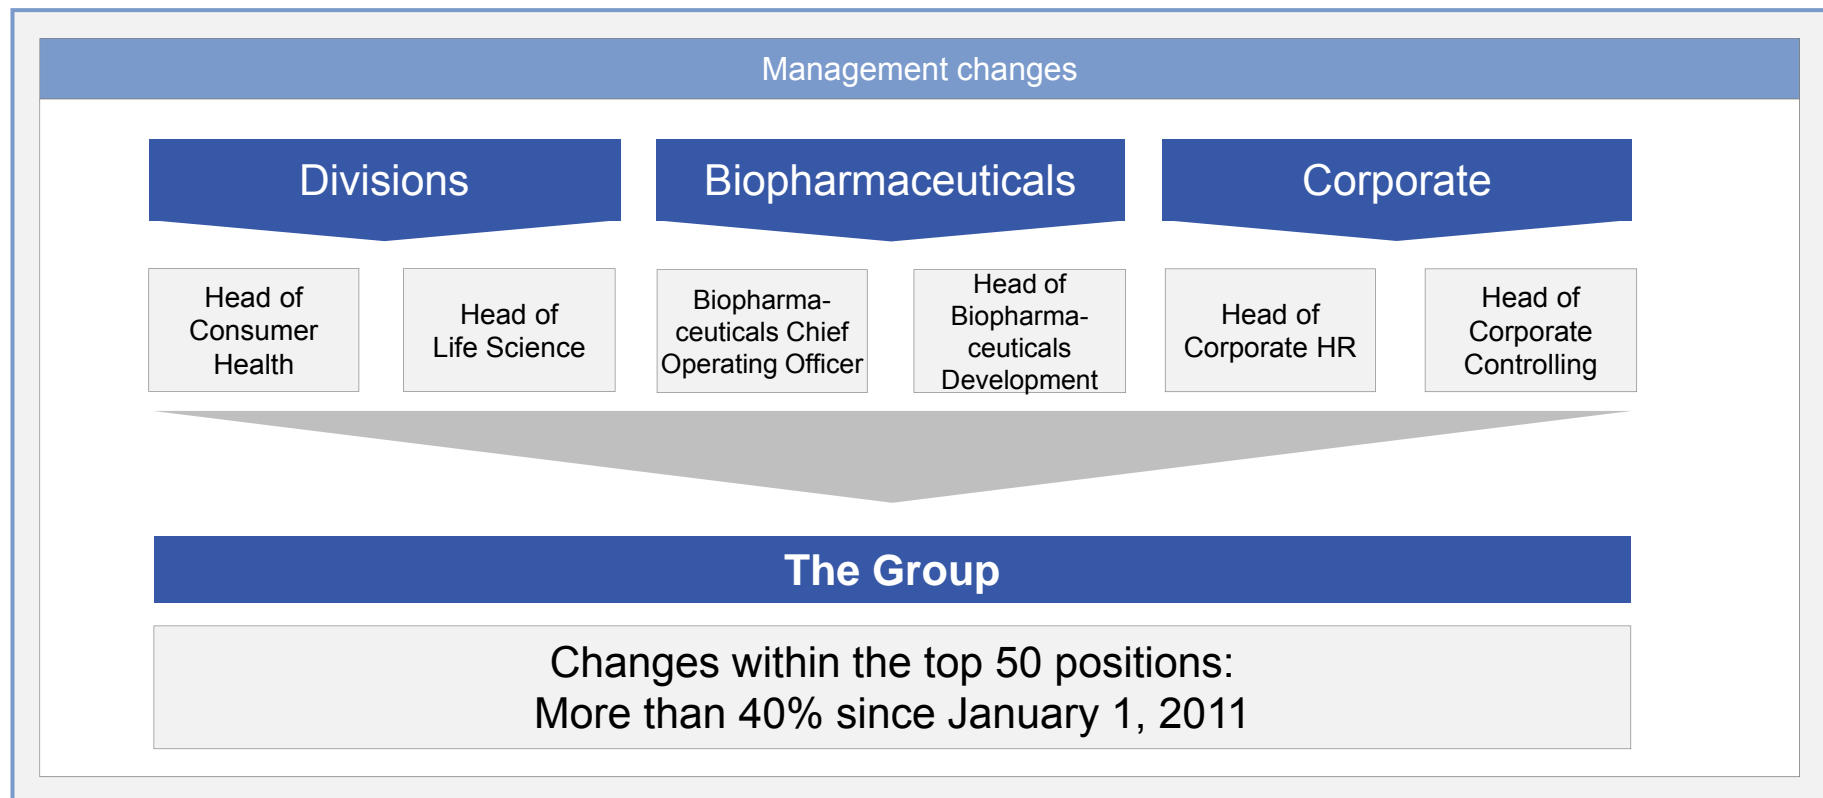 Management changes
Divisions
Biopharmaceuticals
Corporate
Head of
Consumer
Health
Head of
Life Science
Biopharma-
ceuticals Chief
Operating Officer
Head of
Biopharma-
ceuticals
Development
Head of
Corporate HR
Head of
Corporate
Controlling
The Group
Changes within the top 50 positions:
More than 40% since January 1, 2011